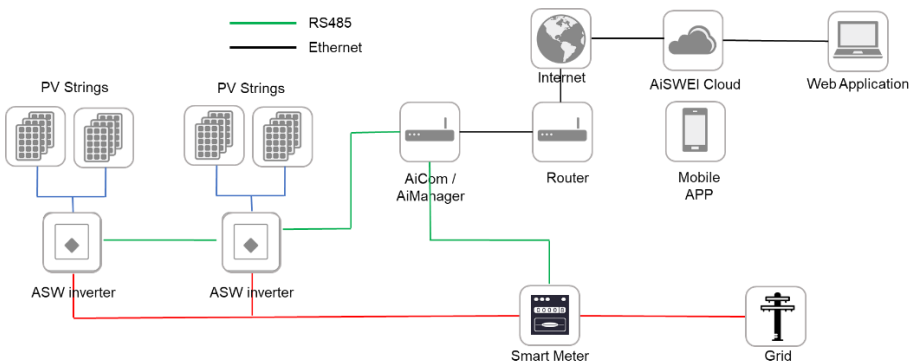 RS485
Ethernet
PV Strings
PV Strings
Internet
AiSWEI Cloud
Web Application
AiCom /
AiManager
Router
Mobile
APP
ASW inverter
ASW inverter
Smart Meter
Grid